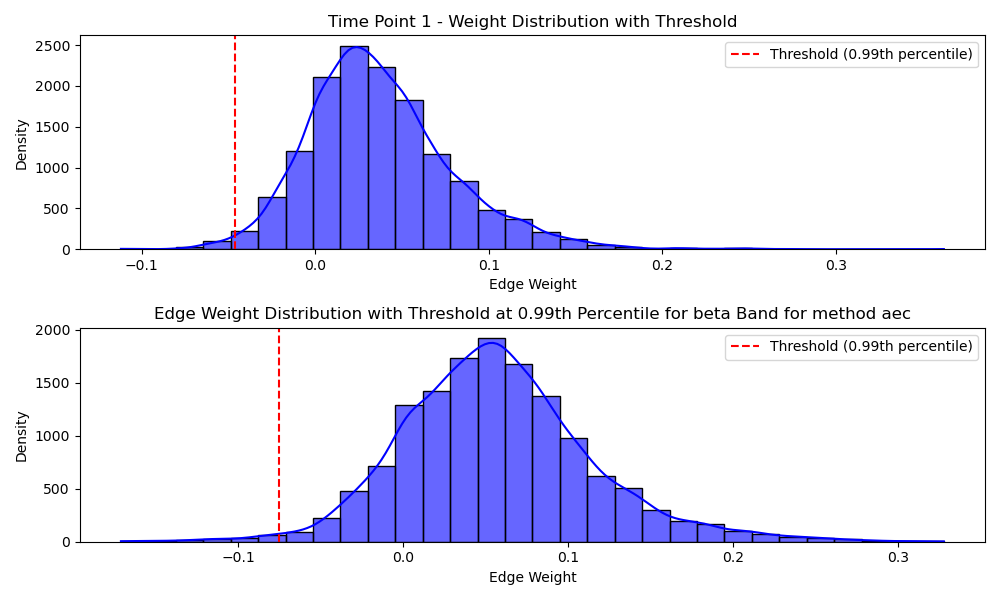 Time Point 1 - Weight Distribution with Threshold
2500
2000
1500
1000
500
0
Density
Threshold (0.99th percentile)
−0.1
0.0
0.1
0.2
0.3
Edge Weight
Edge Weight Distribution with Threshold at 0.99th Percentile for beta Band for method aec
2000
1500
1000
500
0
Density
Threshold (0.99th percentile)
−0.1
0.0
0.1
0.2
0.3
Edge Weight